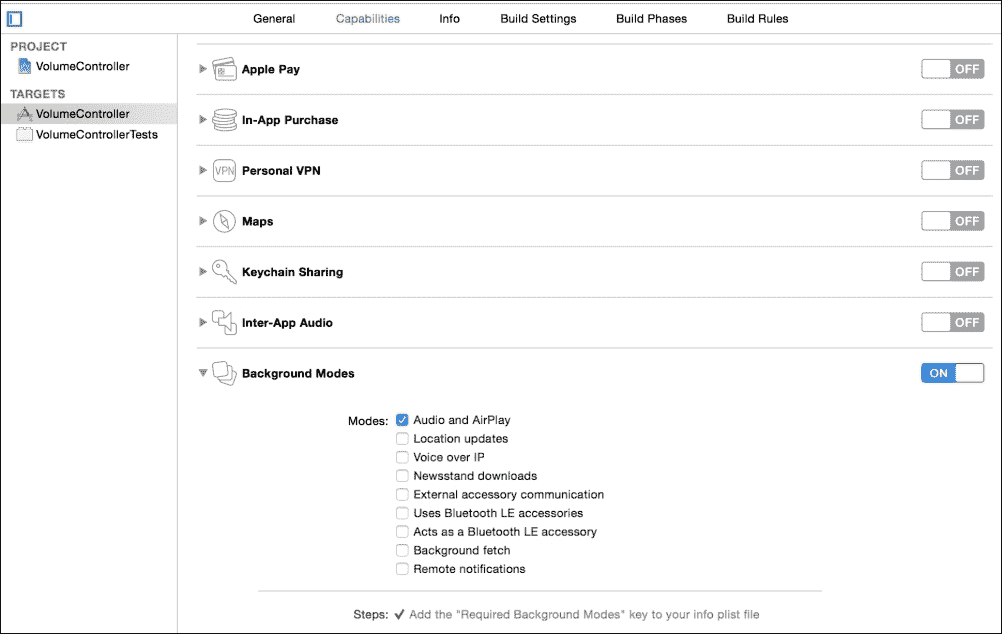 General Capabilities Info Build Settings Build Phases Build Rules
PROJECT
VolumeController
TARGETS
VolumeController
VolumeControllerTests
Apple Pay OFF
In-App Purchase OFF
VPN Personal VPN OFF
Maps OFF
Keychain Sharing OFF
Inter-App Audio OFF
Background Modes ON
Modes: Audio and AirPlay
Location updates
Voice over IP
Newsstand downloads
External accessory communication
Uses Bluetooth LE accessories
Acts as a Bluetooth LE accessory
Background fetch
Remote notifications
Steps: ✓ Add the "Required Background Modes" key to your info plist file